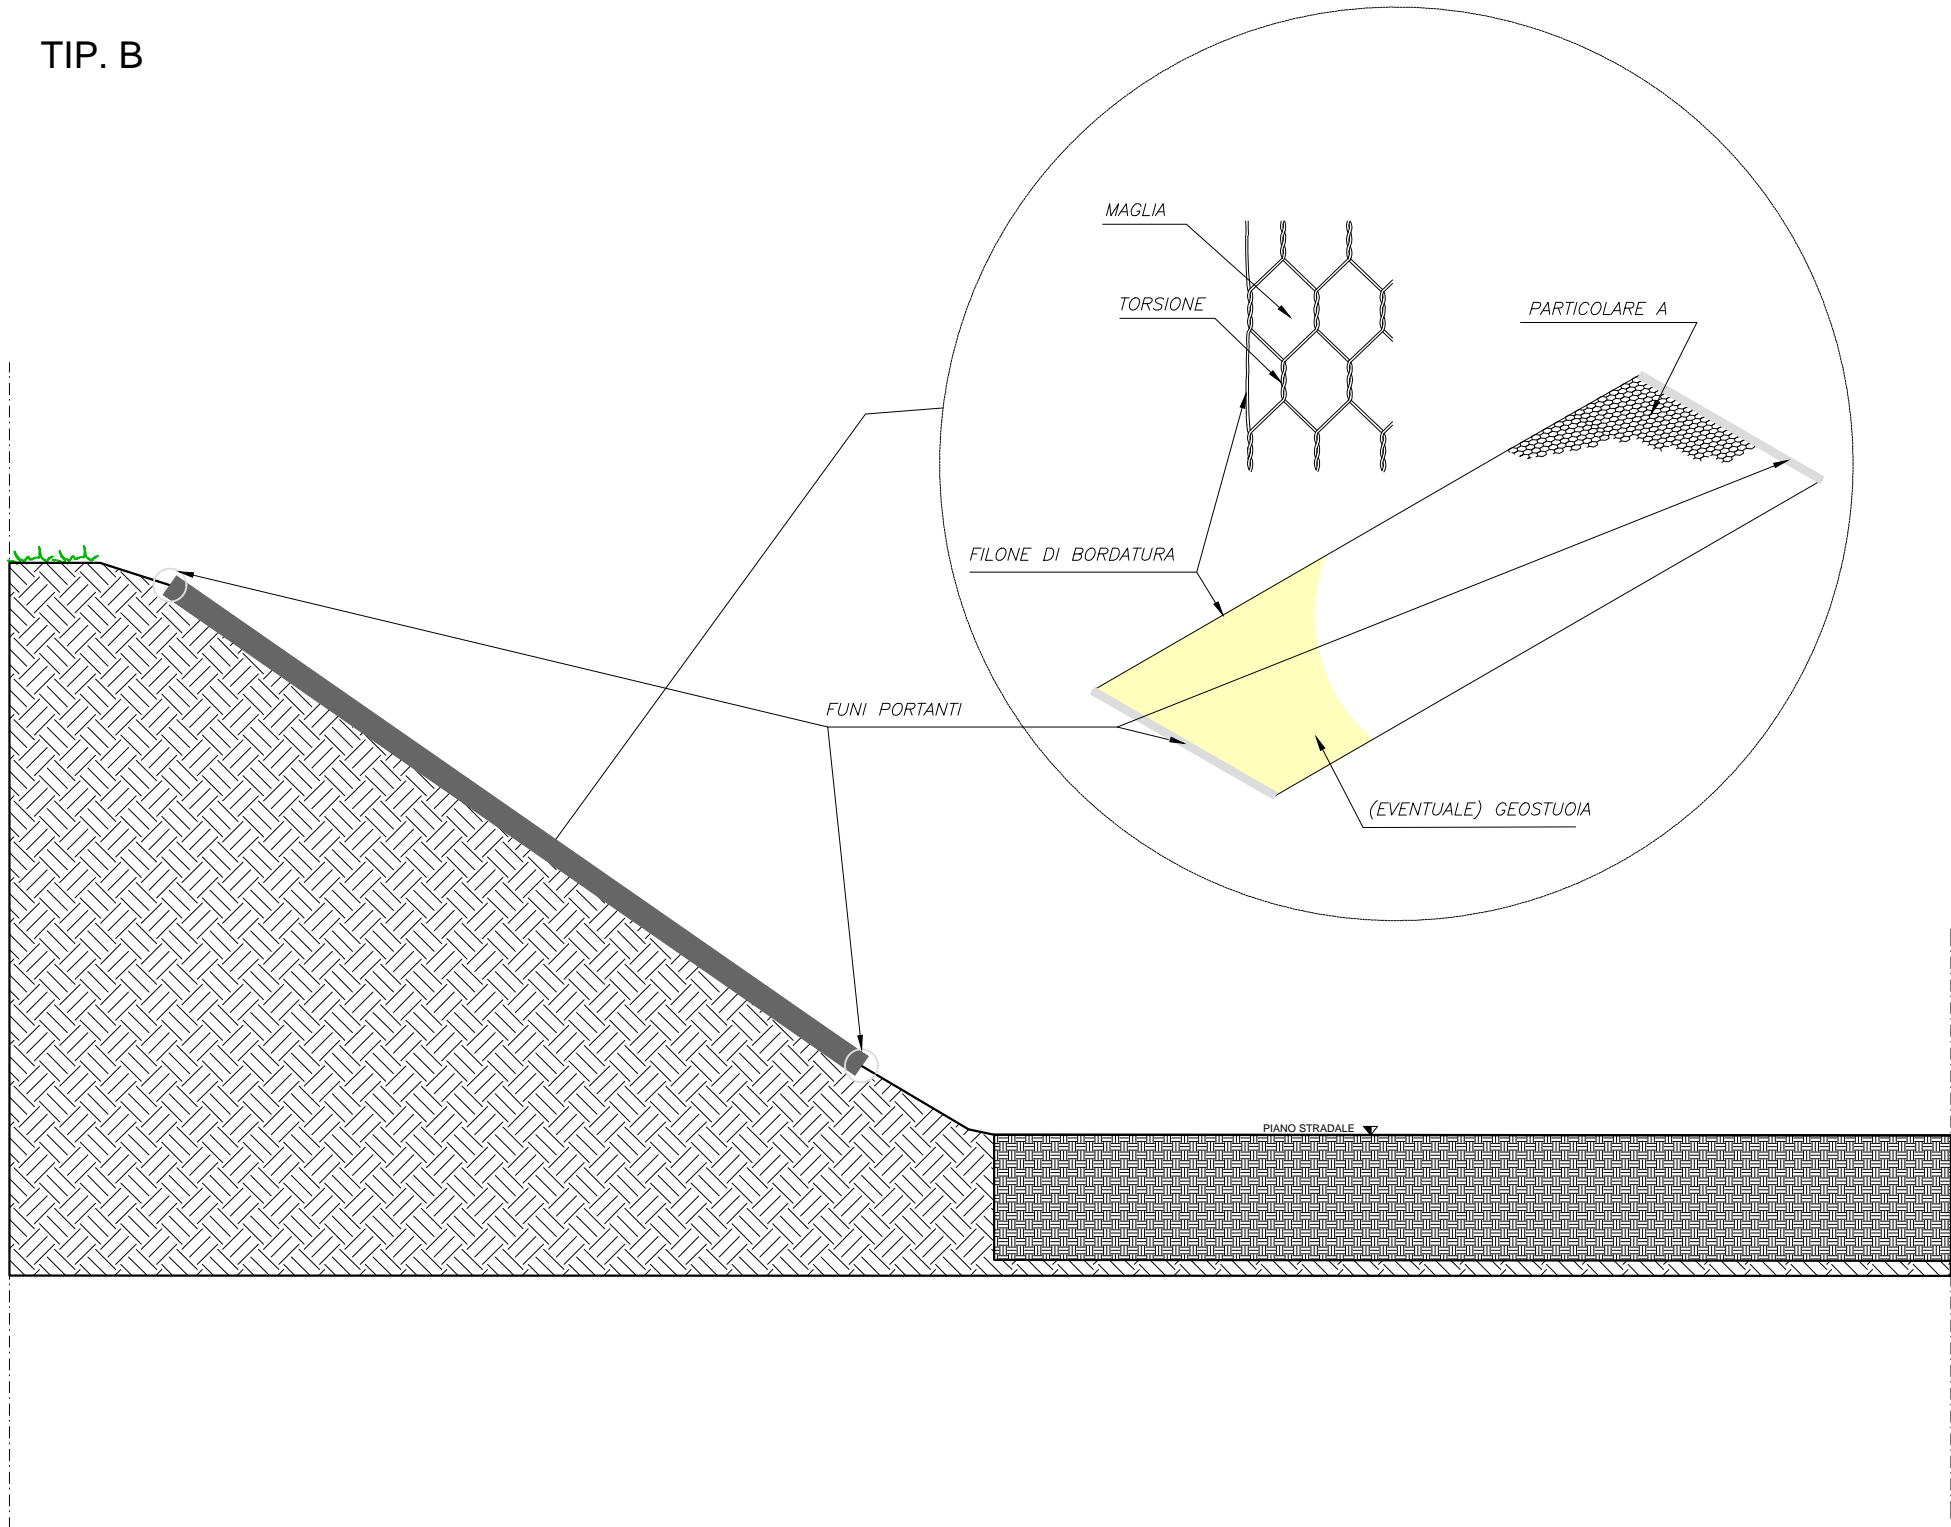 TIP. B
MAGLIA
TORSIONE
PARTICOLARE A
FILONE DI BORDATURA
FUNI PORTANTI
(EVENTUALE) GEOSTUOIA
PIANO STRADALE